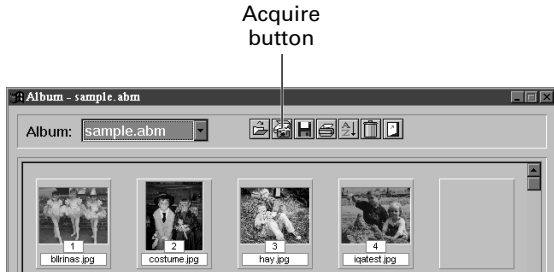 Acquire
button
Album - sample.abm
Album: sample.abm
1 2 3 4
bllrinas.jpg costume.jpg hay.jpg iqatest.jpg